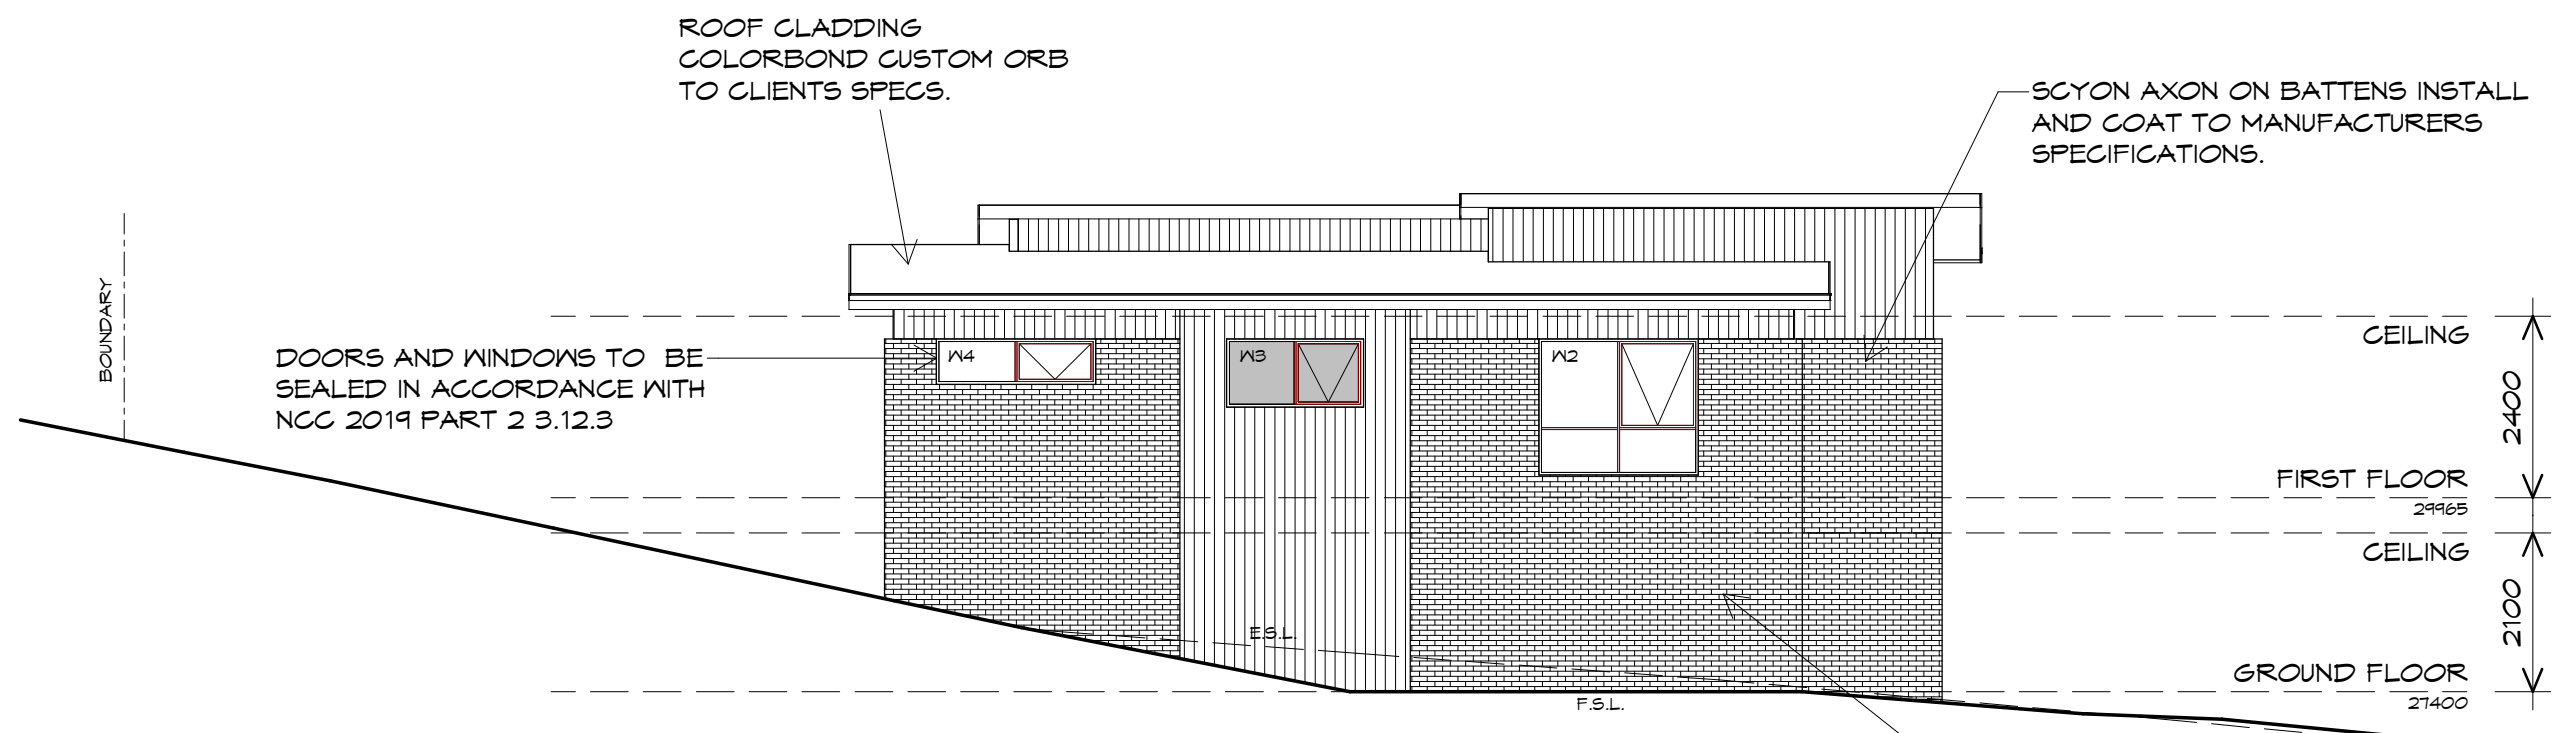 ROOF CLADDING
COLORBOND CUSTOM ORB
TO CLIENTS SPECS.
SCYON AXON ON BATTENS INSTALL
AND COAT TO MANUFACTURERS
SPECIFICATIONS.
BOUNDARY
DOORS AND WINDOWS TO BE
SEALED IN ACCORDANCE WITH
NCC 2019 PART 2 3.12.3
W4
W3
W2
CEILING
2400
FIRST FLOOR
29965
CEILING
2100
GROUND FLOOR
27400
E.S.L.
F.S.L.